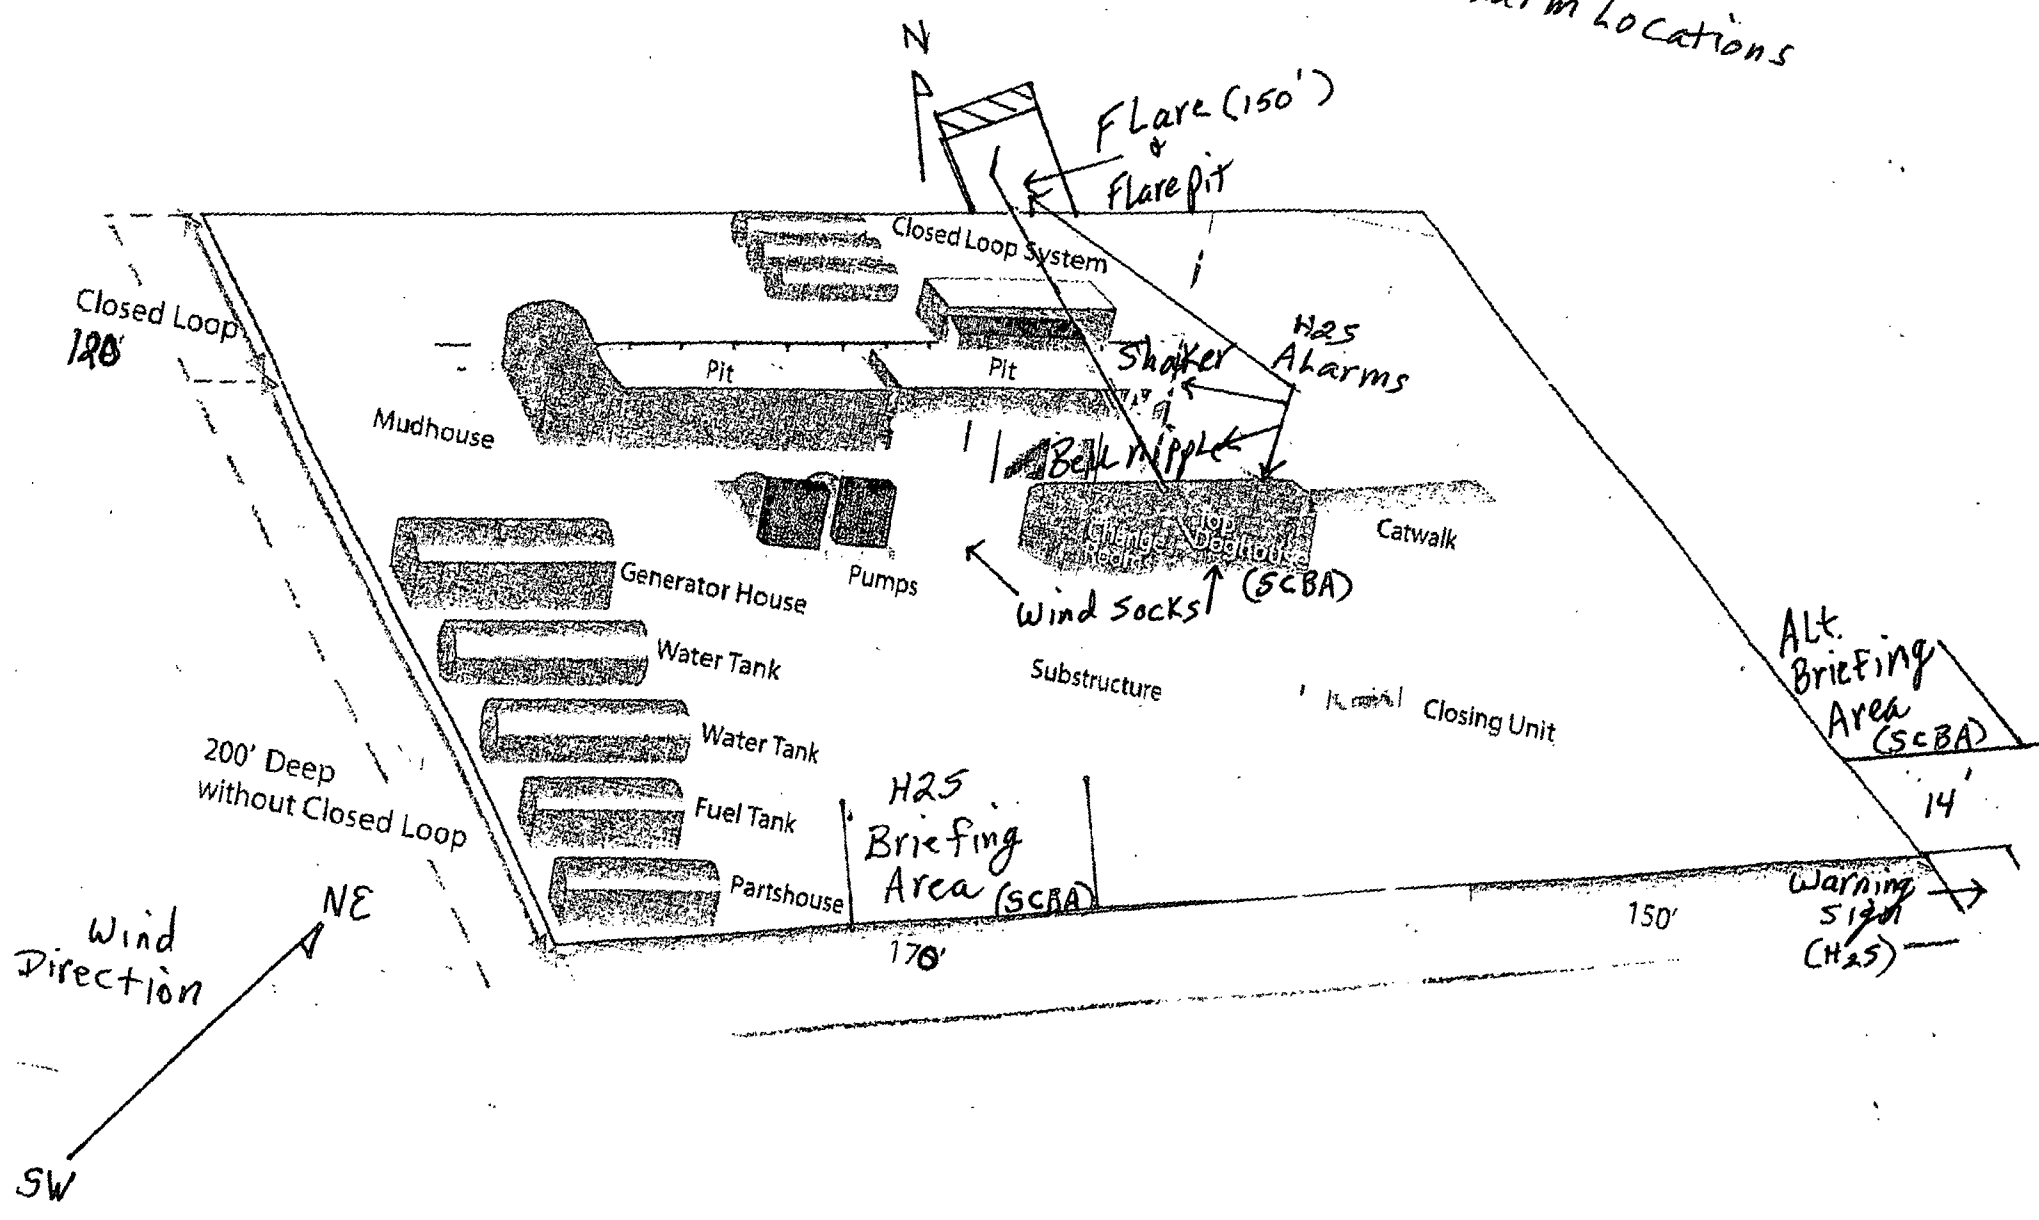 Locations
N
FLare (150')
&
Flare pit
Closed Loop System
Closed Loop
120'
H2S
ALarms
Shaker
Pit
Pit
Mudhouse
Bell nipple
Change
Top
Doghouse
Catwalk
(SCBA)
Wind Socks
Pumps
Generator House
Water Tank
Substructure
Closing Unit
ALt.
Briefing
Area
(SCBA)
14'
Water Tank
200' Deep
without Closed Loop
Fuel Tank
H2S
Briefing
Area (SCBA)
Partshouse
170'
150'
Warning
Sign
(H2S)
Wind
Direction
NE
SW